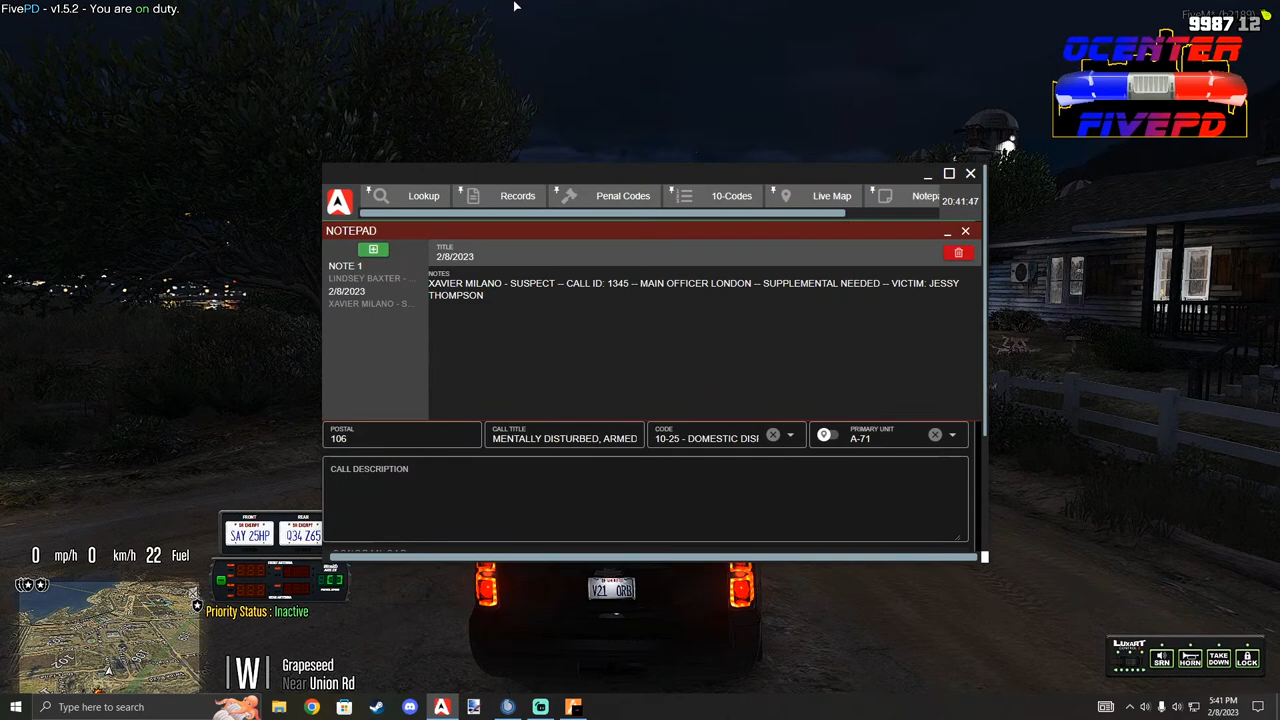 FivePD - v1.5.2 - You are on duty.
9987 12
OCENTER
FIVEPD
Lookup
Records
Penal Codes
10-Codes
Live Map
Notep
20:41:47
NOTEPAD
NOTE 1
LINDSEY BAXTER - ...
2/8/2023
XAVIER MILANO - S...
TITLE
2/8/2023
NOTES
XAVIER MILANO - SUSPECT -- CALL ID: 1345 -- MAIN OFFICER LONDON -- SUPPLEMENTAL NEEDED -- VICTIM: JESSY
THOMPSON
POSTAL
106
CALL TITLE
MENTALLY DISTURBED, ARMED
CODE
10-25 - DOMESTIC DISI
PRIMARY UNIT
A-71
CALL DESCRIPTION
FRONT
SAY 25HP
REAR
Q34 Z65
0 mp/h 0 km/h 22 Fuel
Priority Status : Inactive
W
Grapeseed
Near Union Rd
V21 ORB
LUXART
SRN
HORN
TAKE DOWN
LOCK
Type here to search
5:41 PM
2/8/2023